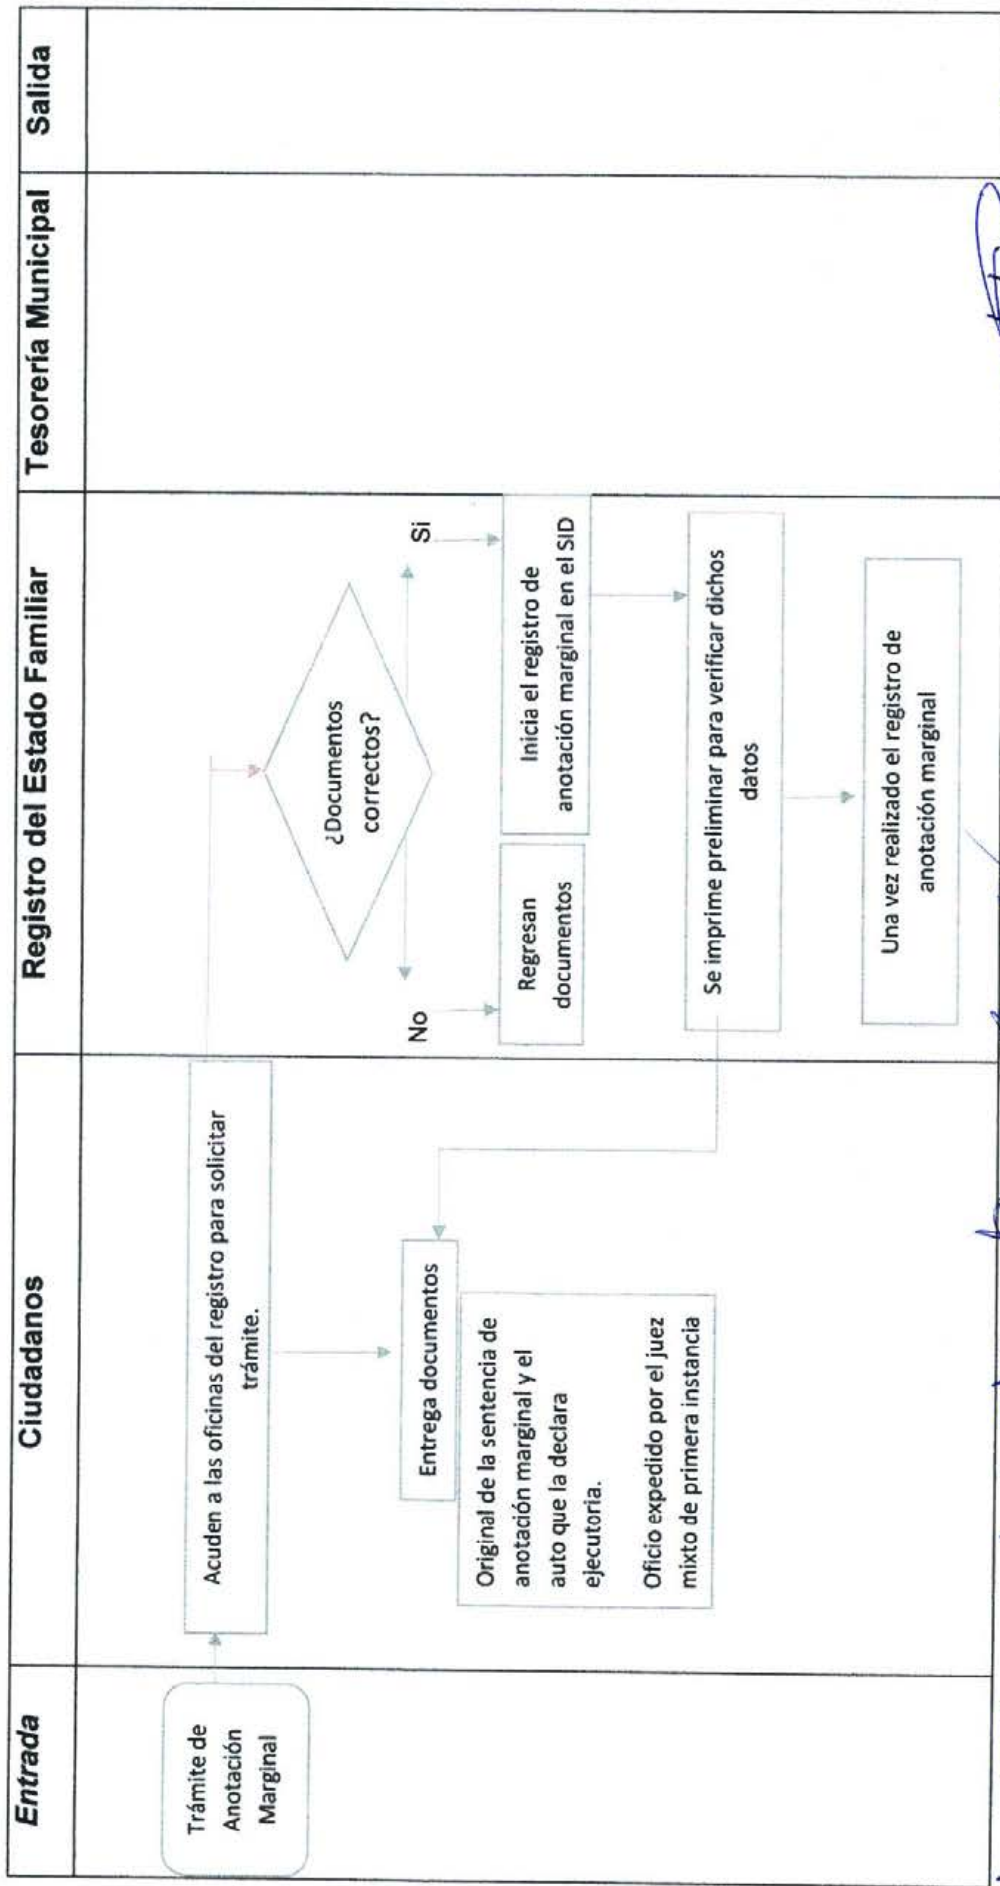 Entrada
Ciudadanos
Registro del Estado Familiar
Tesorería Municipal
Salida
Trámite de
Anotación
Marginal
Acuden a las oficinas del registro para solicitar
trámite.
Entrega documentos
Original de la sentencia de
anotación marginal y el
auto que la declara
ejecutoria.
Oficio expedido por el juez
mixto de primera instancia
¿Documentos
correctos?
No
Si
Regresan
documentos
Inicia el registro de
anotación marginal en el SID
Se imprime preliminar para verificar dichos
datos
Una vez realizado el registro de
anotación marginal